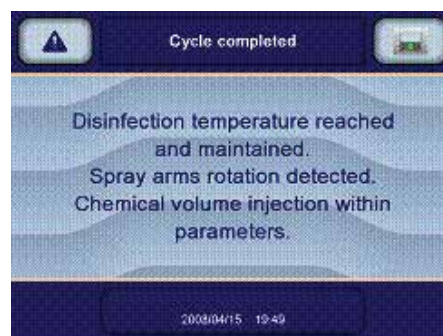 Cycle completed
Disinfection temperature reached
and maintained.
Spray arms rotation detected.
Chemical volume injection within
parameters.
2008/04/15 19:49